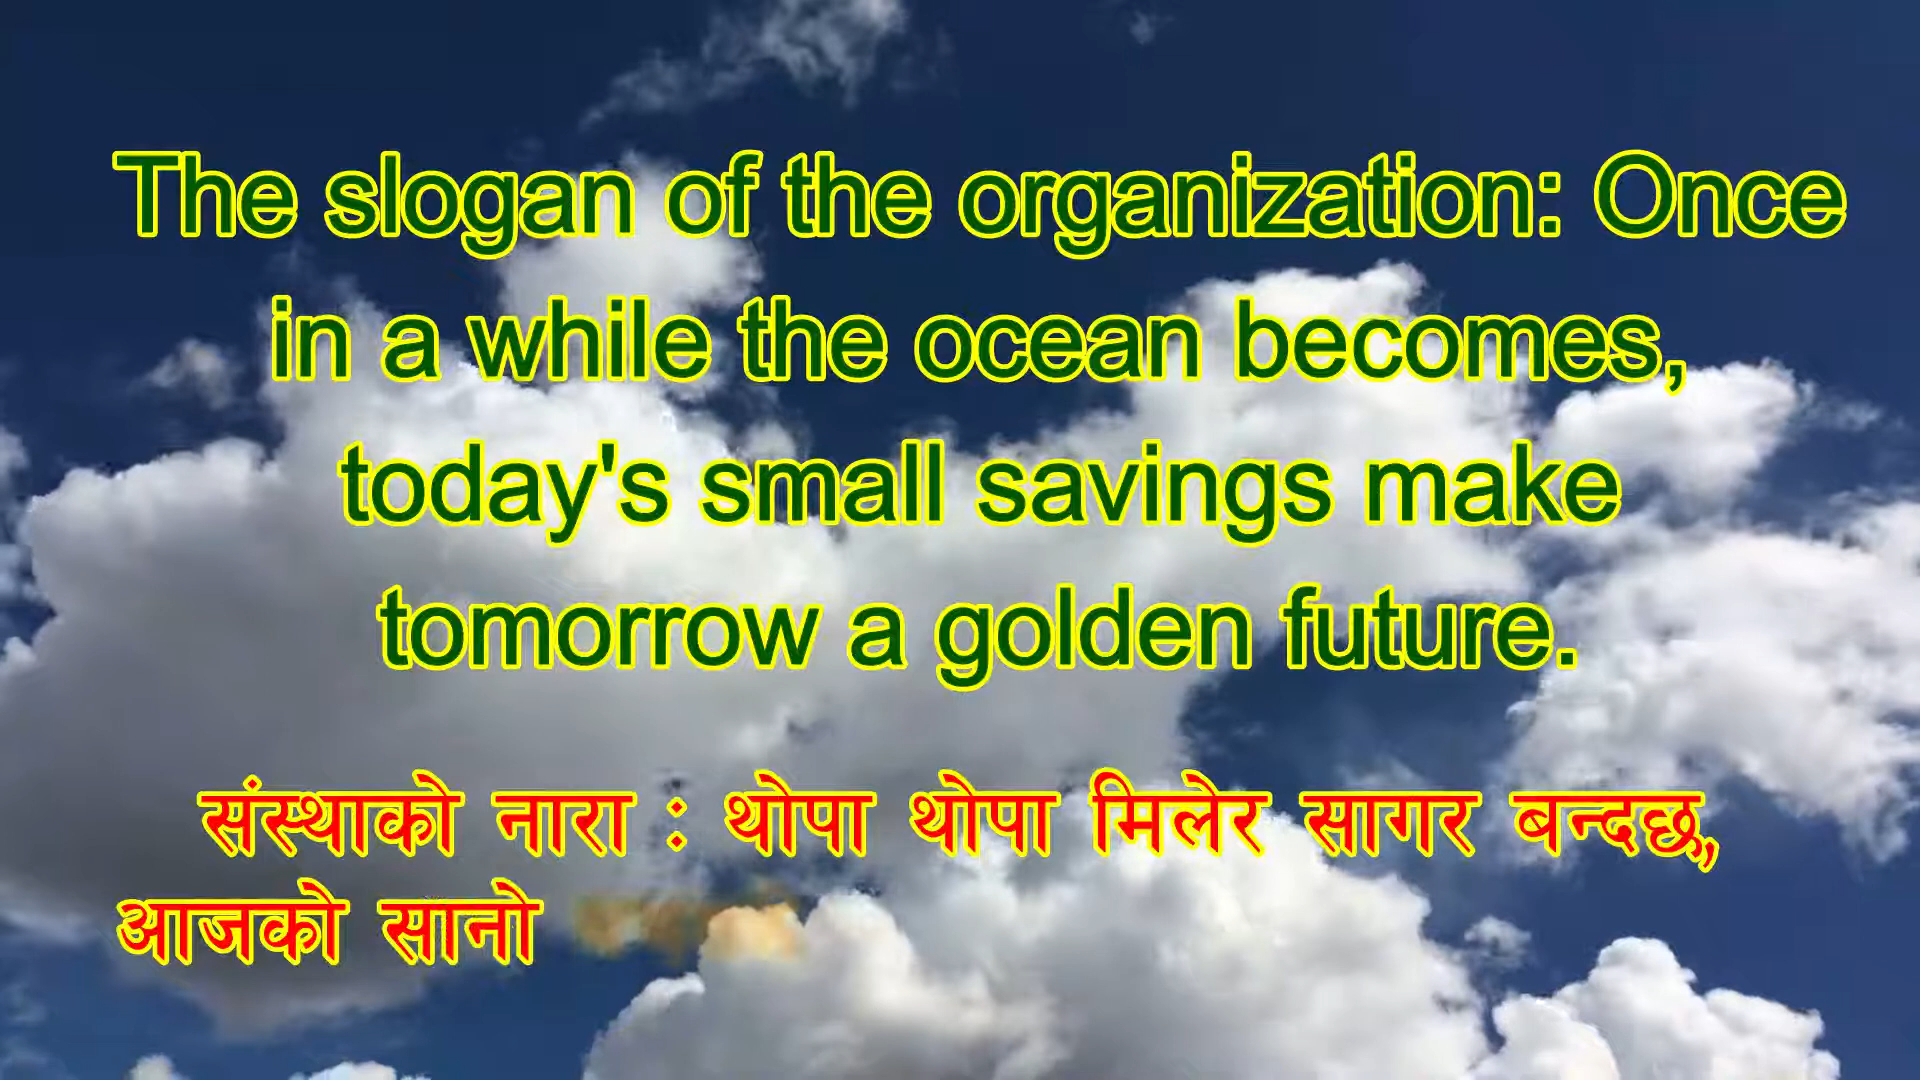 The slogan of the organization: Once
in a while the ocean becomes,
today's small savings make
tomorrow a golden future.
संस्थाको नारा : थोपा थोपा मिलेर सागर बन्दछ,
आजको सानो